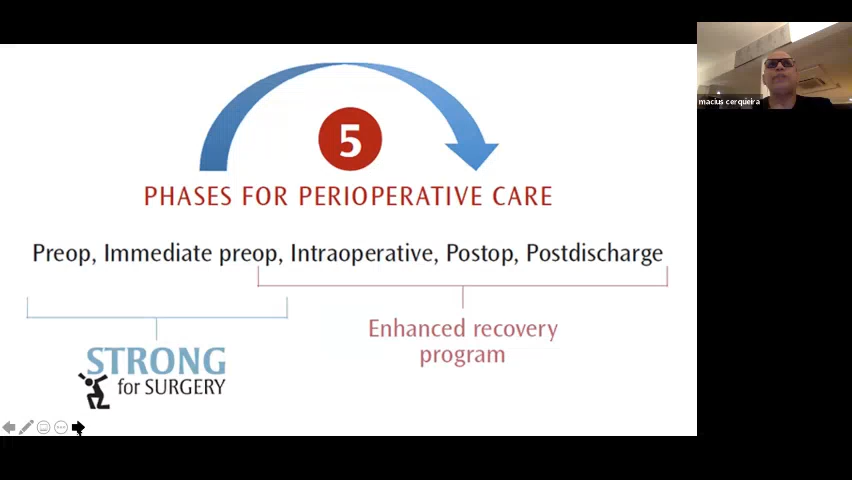 5
PHASES FOR PERIOPERATIVE CARE
Preop, Immediate preop, Intraoperative, Postop, Postdischarge
Enhanced recovery
program
STRONG
for SURGERY
macius cerqueira